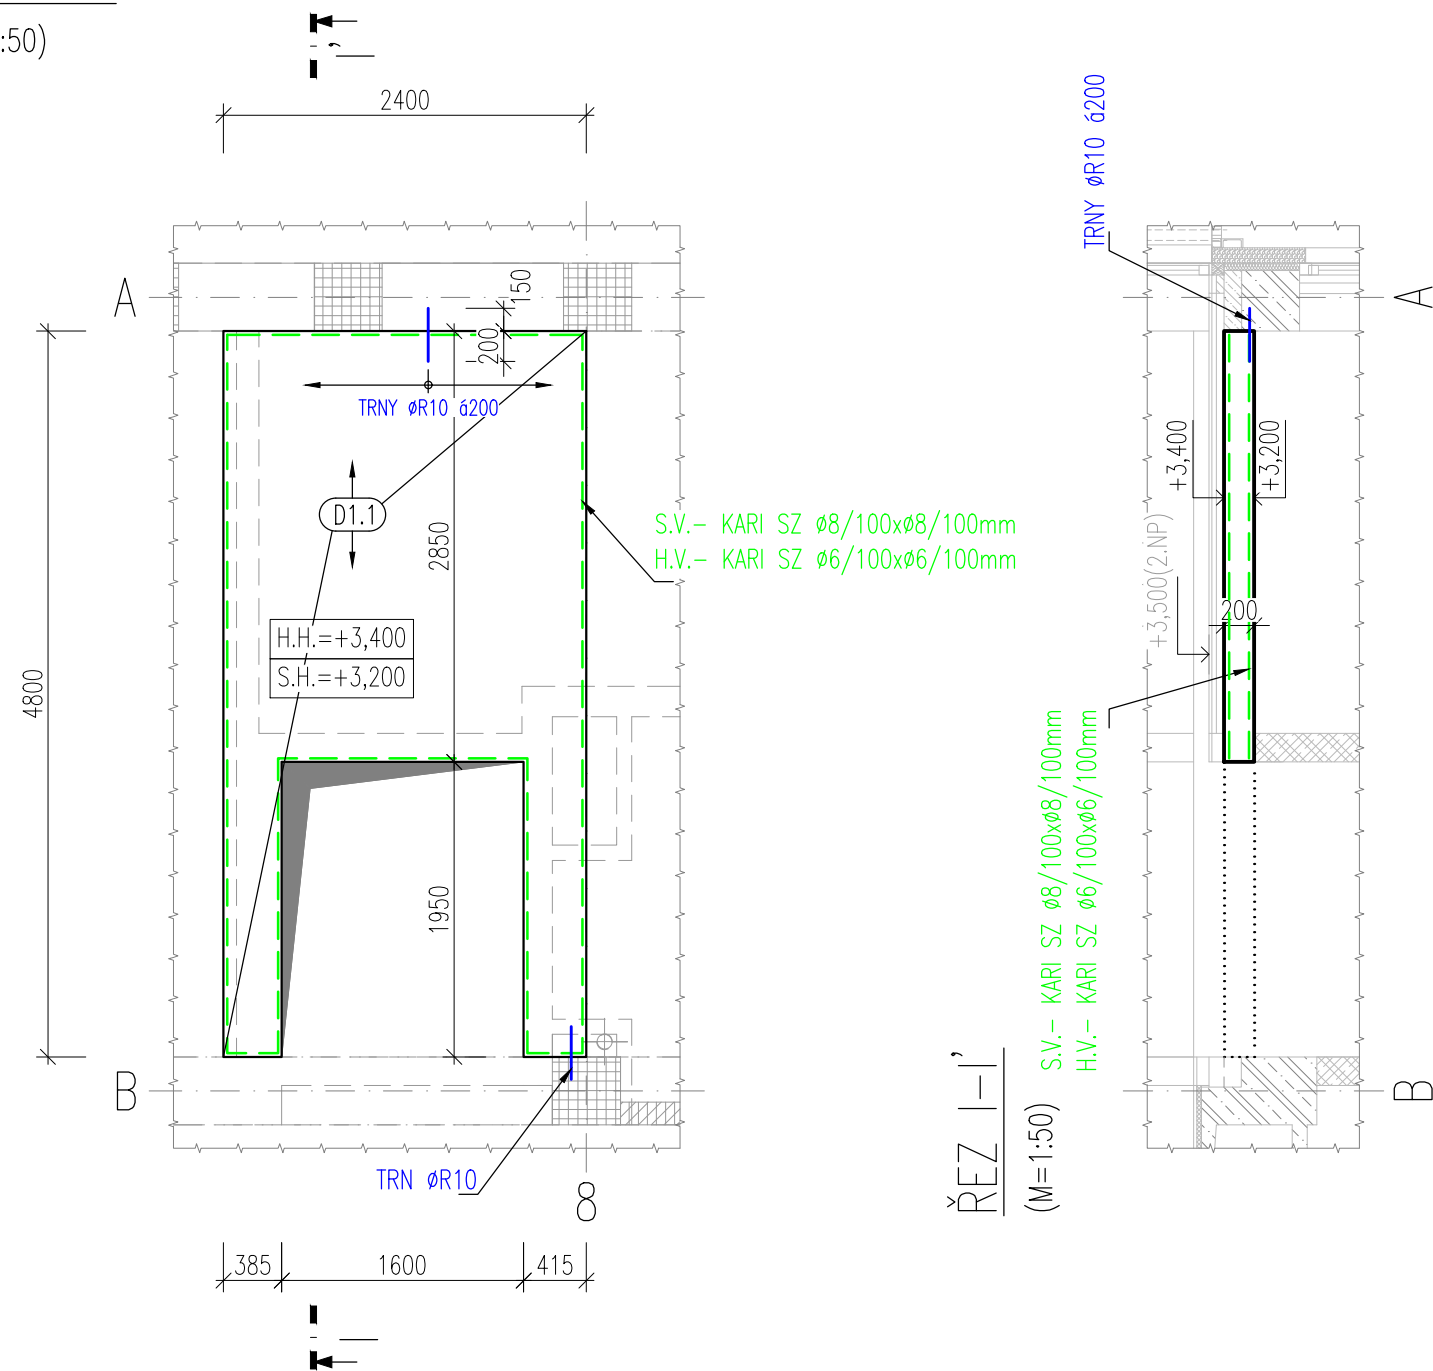 :50)
I'
2400
A
150
200
TRNY øR10 á200
D1.1
2850
S.V.– KARI SZ ø8/100xø8/100mm
H.V.– KARI SZ ø6/100xø6/100mm
H.H.=+3,400
S.H.=+3,200
4800
1950
B
TRN øR10
8
385
1600
415
I
TRNY øR10 á200
A
+3,400
+3,200
+3,500(2.NP)
200
S.V.– KARI SZ ø8/100xø8/100mm
H.V.– KARI SZ ø6/100xø6/100mm
B
ŘEZ I–I'
(M=1:50)